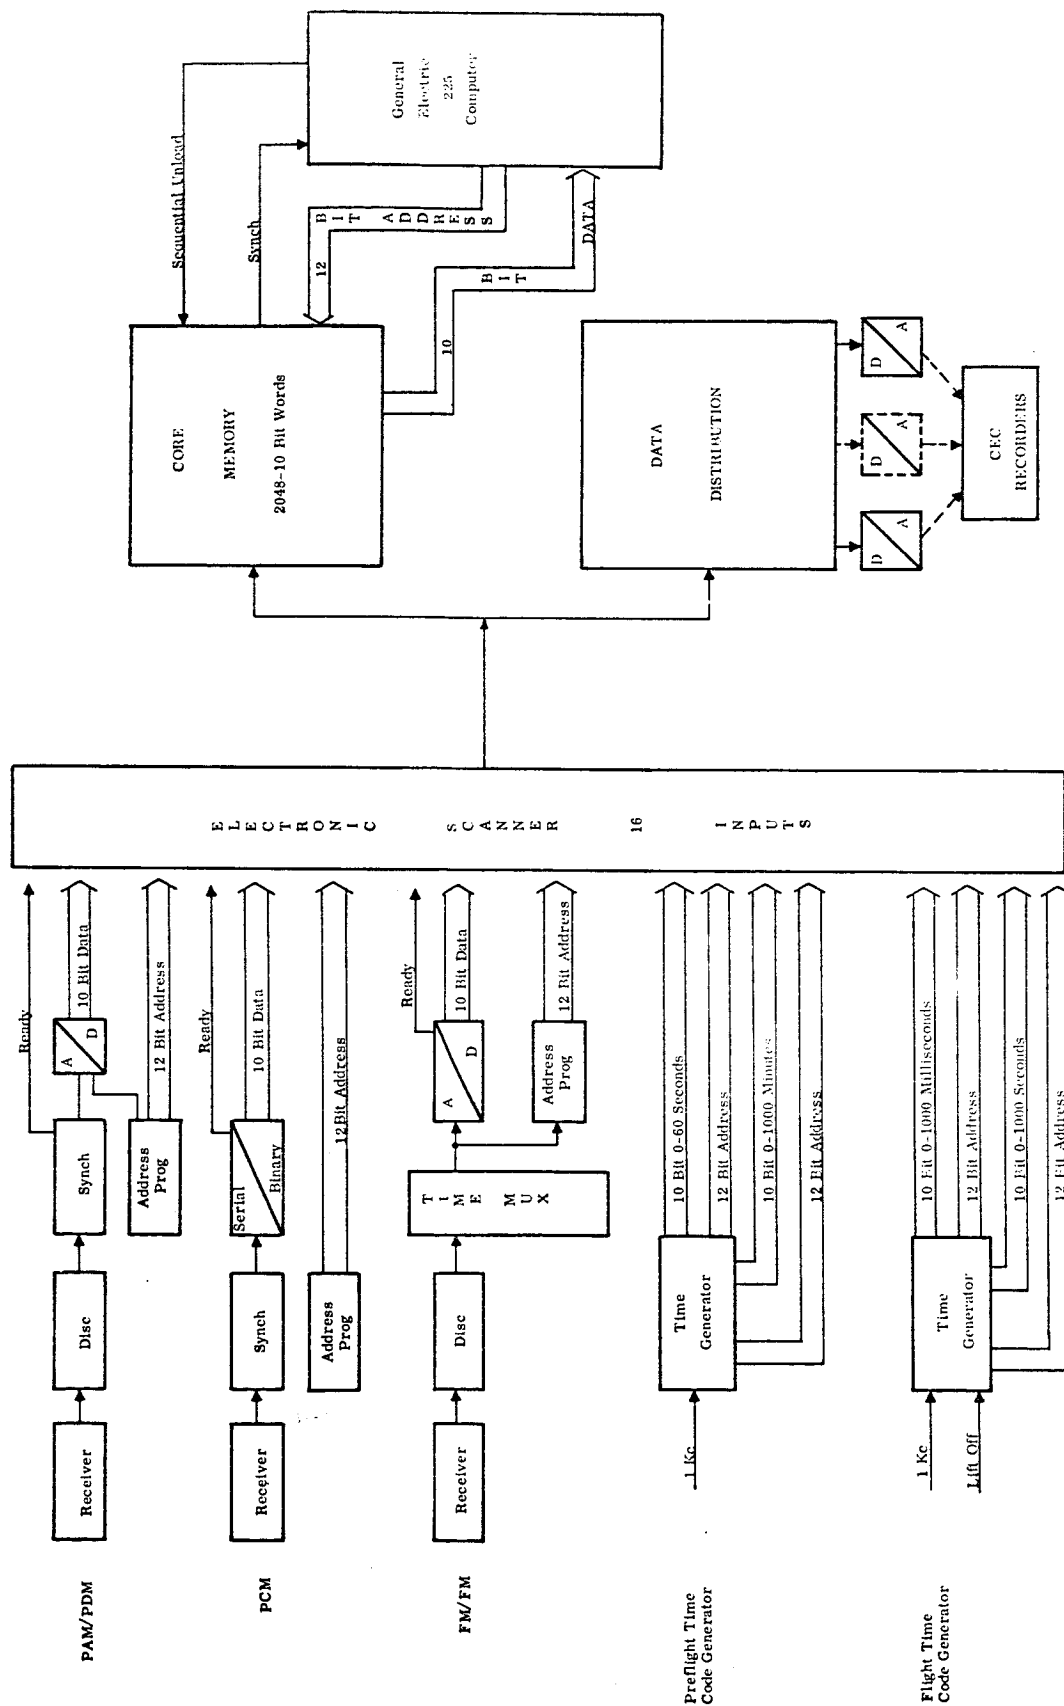 PAM/PDM
Receiver
Disc
Synch
A
D
Address
Prog
Ready
10 Bit Data
12 Bit Address
PCM
Receiver
Synch
Serial
Binary
Address
Prog
Ready
10 Bit Data
12 Bit Address
FM/FM
Receiver
Disc
TIME MUX
A
D
Address
Prog
Ready
10 Bit Data
12 Bit Address
Preflight Time
Code Generator
1 Kc
Time
Generator
10 Bit 0-60 Seconds
12 Bit Address
10 Bit 0-1000 Minutes
12 Bit Address
Flight Time
Code Generator
1 Kc
Lift Off
Time
Generator
10 Bit 0-1000 Milliseconds
12 Bit Address
10 Bit 0-1000 Seconds
12 Bit Address
ELECTRONIC SCANNER 16 INPUTS
CORE
MEMORY
2048-10 Bit Words
Sequential Unload
Synch
12 BIT ADDRESS
10 BIT DATA
General
Electric
225
Computer
DATA
DISTRIBUTION
D
A
D
A
D
A
CEC
RECORDERS